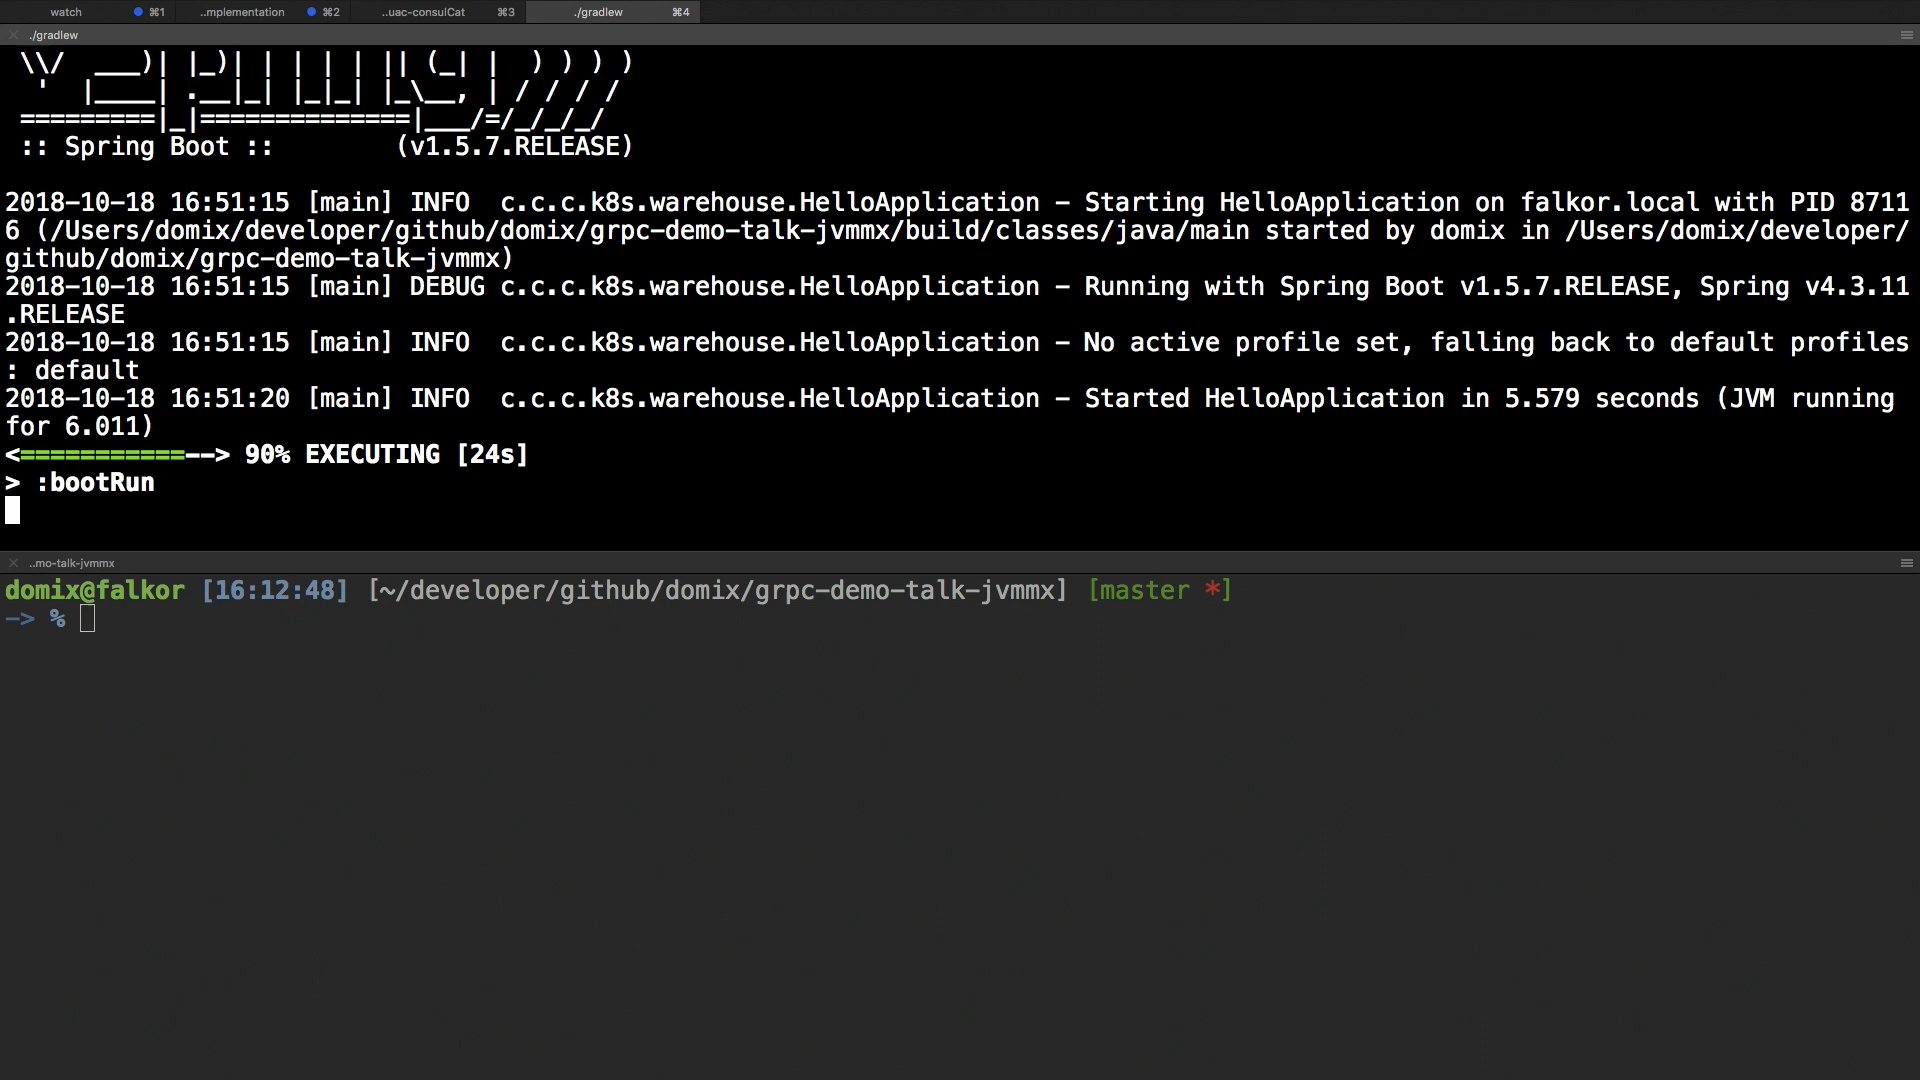 watch ⌘1 ..mplementation ⌘2 ..uac-consulCat ⌘3 ./gradlew ⌘4
./gradlew
 \\/  ___)| |_)| | | | | || (_| |  ) ) ) )
  '  |____| .__|_| |_|_| |_\__, | / / / /
 =========|_|==============|___/=/_/_/_/
 :: Spring Boot ::        (v1.5.7.RELEASE)
2018-10-18 16:51:15 [main] INFO  c.c.c.k8s.warehouse.HelloApplication - Starting HelloApplication on falkor.local with PID 8711
6 (/Users/domix/developer/github/domix/grpc-demo-talk-jvmmx/build/classes/java/main started by domix in /Users/domix/developer/
github/domix/grpc-demo-talk-jvmmx)
2018-10-18 16:51:15 [main] DEBUG c.c.c.k8s.warehouse.HelloApplication - Running with Spring Boot v1.5.7.RELEASE, Spring v4.3.11
.RELEASE
2018-10-18 16:51:15 [main] INFO  c.c.c.k8s.warehouse.HelloApplication - No active profile set, falling back to default profiles
: default
2018-10-18 16:51:20 [main] INFO  c.c.c.k8s.warehouse.HelloApplication - Started HelloApplication in 5.579 seconds (JVM running
for 6.011)
<===========--> 90% EXECUTING [24s]
> :bootRun
..mo-talk-jvmmx
domix@falkor [16:12:48] [~/developer/github/domix/grpc-demo-talk-jvmmx] [master *]
-> %